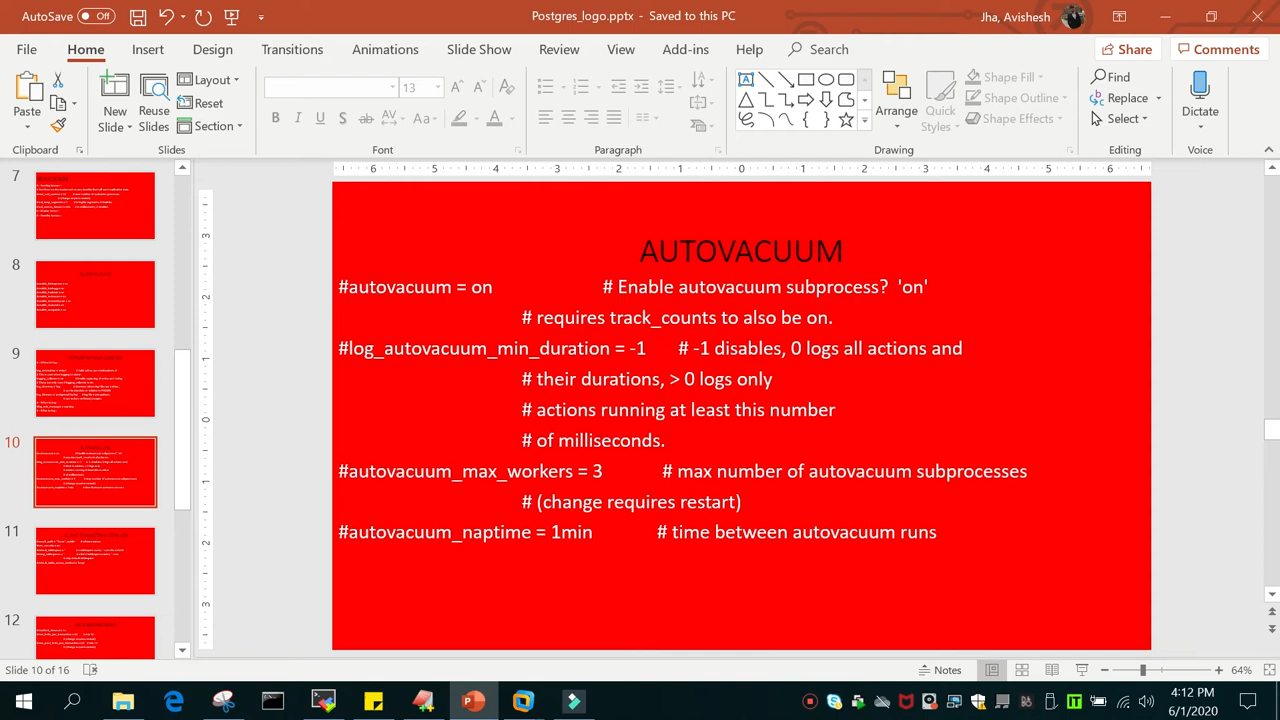 AutoSave Off
Postgres_logo.pptx - Saved to this PC
Jha, Avishesh
File Home Insert Design Transitions Animations Slide Show Review View Add-ins Help Search Share Comments
Paste
New Slide
Reuse Slides
Layout
Reset
Section
13
Arrange
Quick Styles
Shape Fill
Shape Outline
Shape Effects
Find
Replace
Select
Dictate
Clipboard Slides Font Paragraph Drawing Editing Voice
8
9
10
11
12
AUTOVACUUM
#autovacuum = on # Enable autovacuum subprocess? 'on'
# requires track_counts to also be on.
#log_autovacuum_min_duration = -1 # -1 disables, 0 logs all actions and
# their durations, > 0 logs only
# actions running at least this number
# of milliseconds.
#autovacuum_max_workers = 3 # max number of autovacuum subprocesses
# (change requires restart)
#autovacuum_naptime = 1min # time between autovacuum runs
Slide 10 of 16
Notes
64%
4:12 PM
6/1/2020